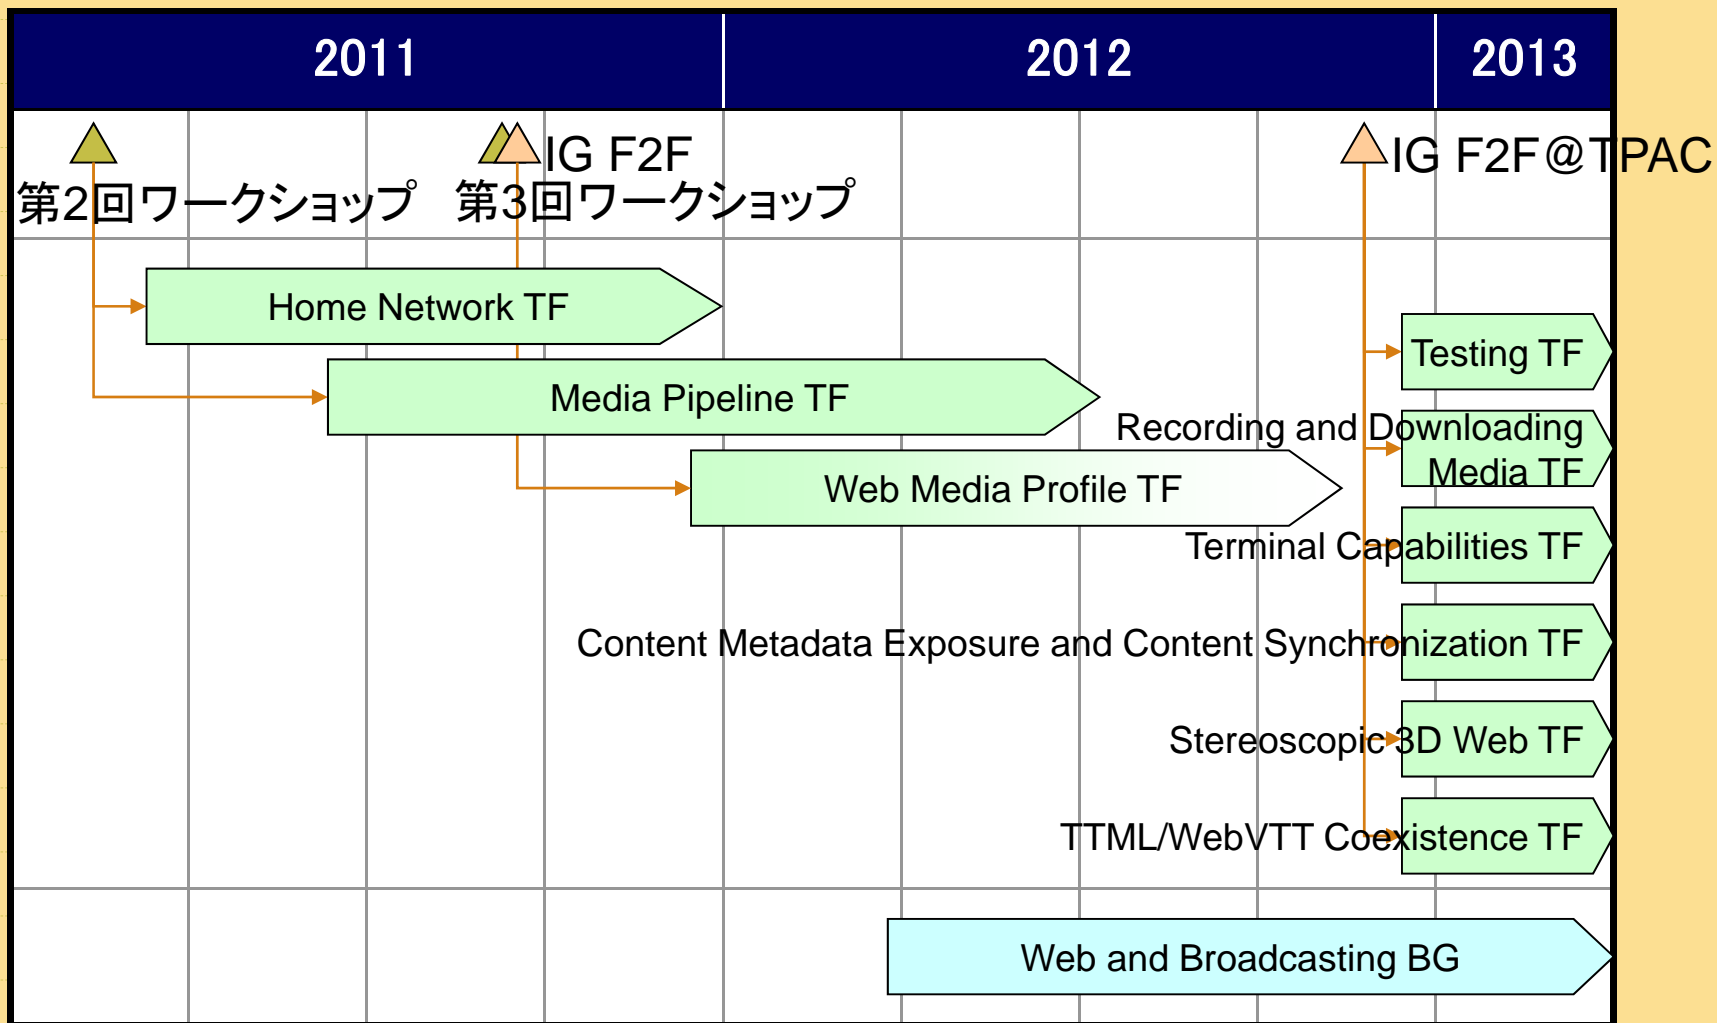 2011
2012
2013
IG F2F
IG F2F@TPAC
第2回ワークショップ
第3回ワークショップ
Home Network TF
Testing TF
Media Pipeline TF
Recording and Downloading
Media TF
Web Media Profile TF
Terminal Capabilities TF
Content Metadata Exposure and Content Synchronization TF
Stereoscopic 3D Web TF
TTML/WebVTT Coexistence TF
Web and Broadcasting BG